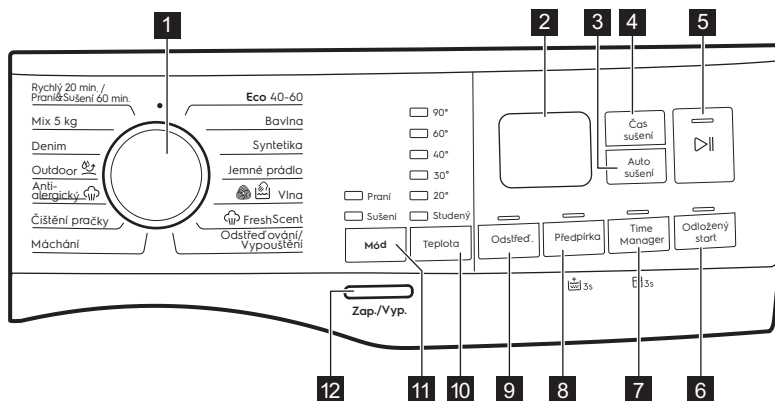 1
2
3
4
5
Rychlý 20 min. /
Praní&Sušení 60 min.
Mix 5 kg
Denim
Outdoor
Anti-
alergický
Čištění pračky
Máchání
Eco 40-60
Bavlna
Syntetika
Jemné prádlo
Vlna
FreshScent
Odstřeďování/
Vypouštění
90°
60°
40°
30°
20°
Studený
Praní
Sušení
Mód
Teplota
Čas
sušení
Auto
sušení
Odstřeď.
Předpírka
Time
Manager
Odložený
start
3s
3s
Zap./Vyp.
12
11
10
9
8
7
6